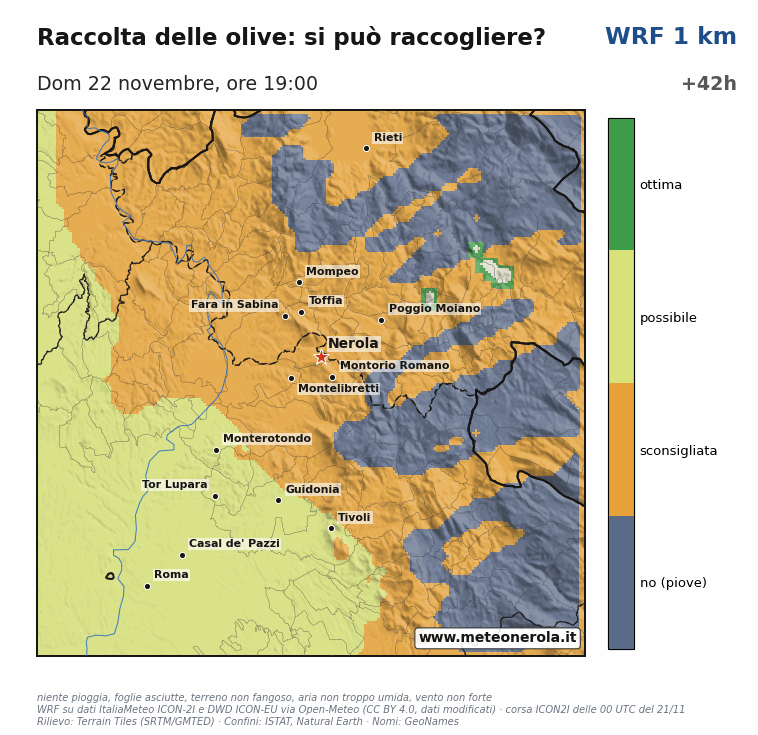 Raccolta delle olive: si può raccogliere?
WRF 1 km
Dom 22 novembre, ore 19:00
+42h
Rieti
ottima
Mompeo
Toffia
Fara in Sabina
Poggio Moiano
possibile
Nerola
Montorio Romano
Montelibretti
Monterotondo
sconsigliata
Tor Lupara
Guidonia
Tivoli
Casal de' Pazzi
Roma
no (piove)
www.meteonerola.it
niente pioggia, foglie asciutte, terreno non fangoso, aria non troppo umida, vento non forte
WRF su dati ItaliaMeteo ICON-2I e DWD ICON-EU via Open-Meteo (CC BY 4.0, dati modificati) · corsa ICON2I delle 00 UTC del 21/11
Rilievo: Terrain Tiles (SRTM/GMTED) · Confini: ISTAT, Natural Earth · Nomi: GeoNames